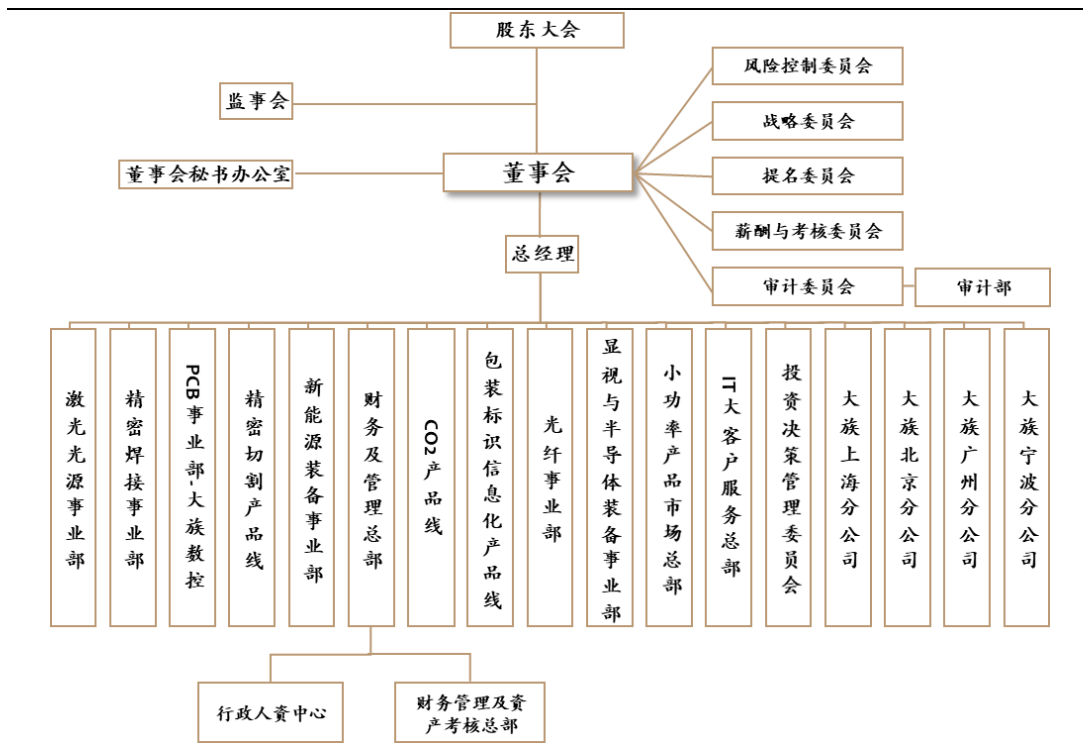 股东大会
监事会
风险控制委员会
战略委员会
董事会秘书办公室
董事会
提名委员会
薪酬与考核委员会
总经理
审计委员会
审计部
激光光源事业部
精密焊接事业部
PCB事业部-大族数控
精密切割产品线
新能源装备事业部
财务及管理总部
CO2产品线
包装标识信息化产品线
光纤事业部
显视与半导体装备事业部
小功率产品市场总部
IT大客户服务总部
投资决策管理委员会
大族上海分公司
大族北京分公司
大族广州分公司
大族宁波分公司
行政人资中心
财务管理及资
产考核总部